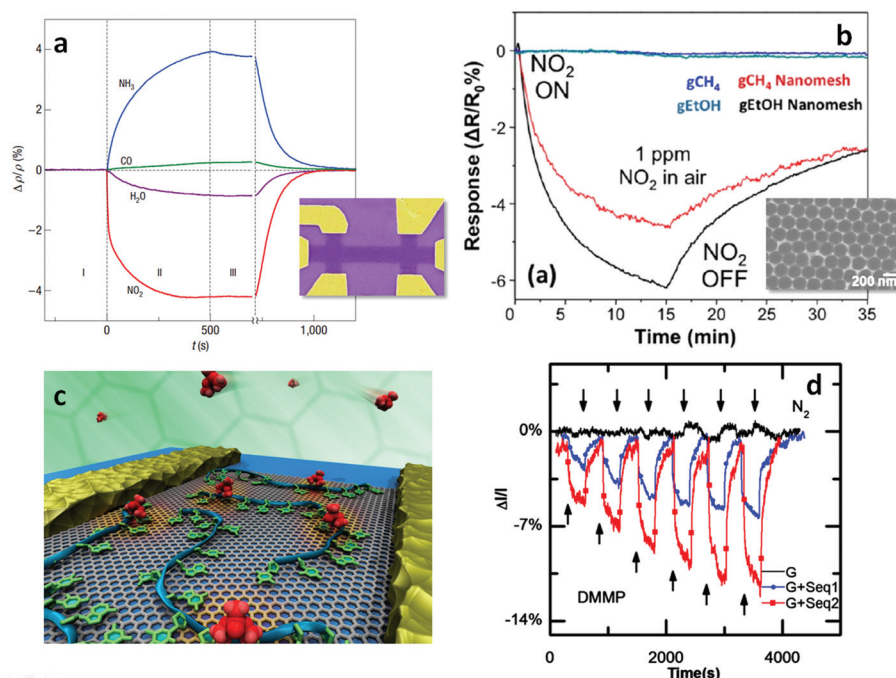 a
4
2
0
−2
−4
Δρ/ρ (%)
NH3
CO
H2O
NO2
I
II
III
0
500
1,000
t (s)
b
0
-2
-4
-6
Response (ΔR/R0%)
NO2
ON
gCH4 gCH4 Nanomesh
gEtOH gEtOH Nanomesh
1 ppm
NO2 in air
(a)
NO2
OFF
200 nm
0 5 10 15 20 25 30 35
Time (min)
c
d
N2
0%
-7%
-14%
ΔI/I
DMMP
G
G+Seq1
G+Seq2
0 2000 4000
Time(s)